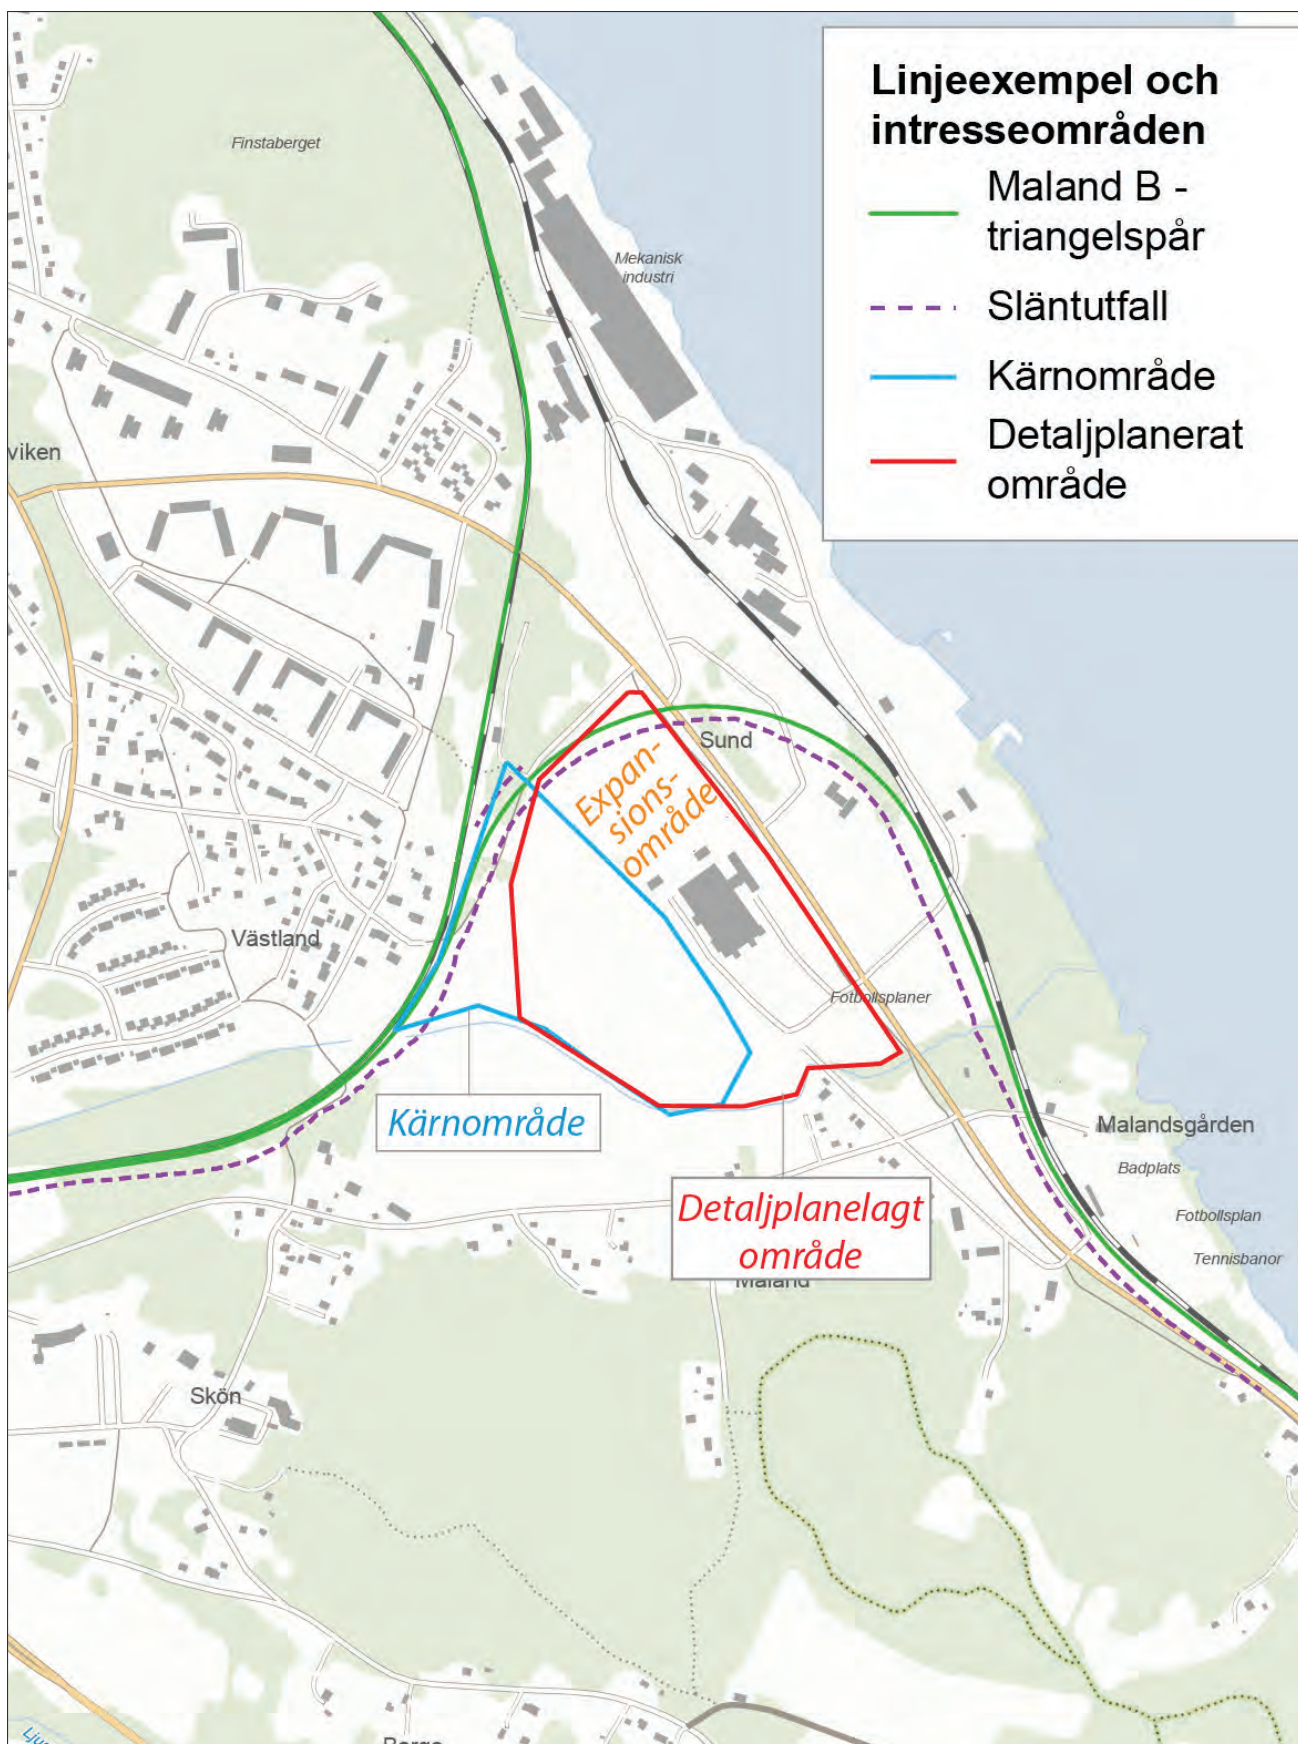 Linjeexempel och
intresseområden
Maland B -
triangelspår
Släntutfall
Kärnområde
Detaljplanerat
område
Finstaberget
Mekanisk
industri
viken
Sund
Expan-
sions-
område
Västland
Fotbollsplaner
Kärnområde
Malandsgården
Badplats
Detaljplanelagt
område
Fotbollsplan
Tennisbanor
Maland
Skön